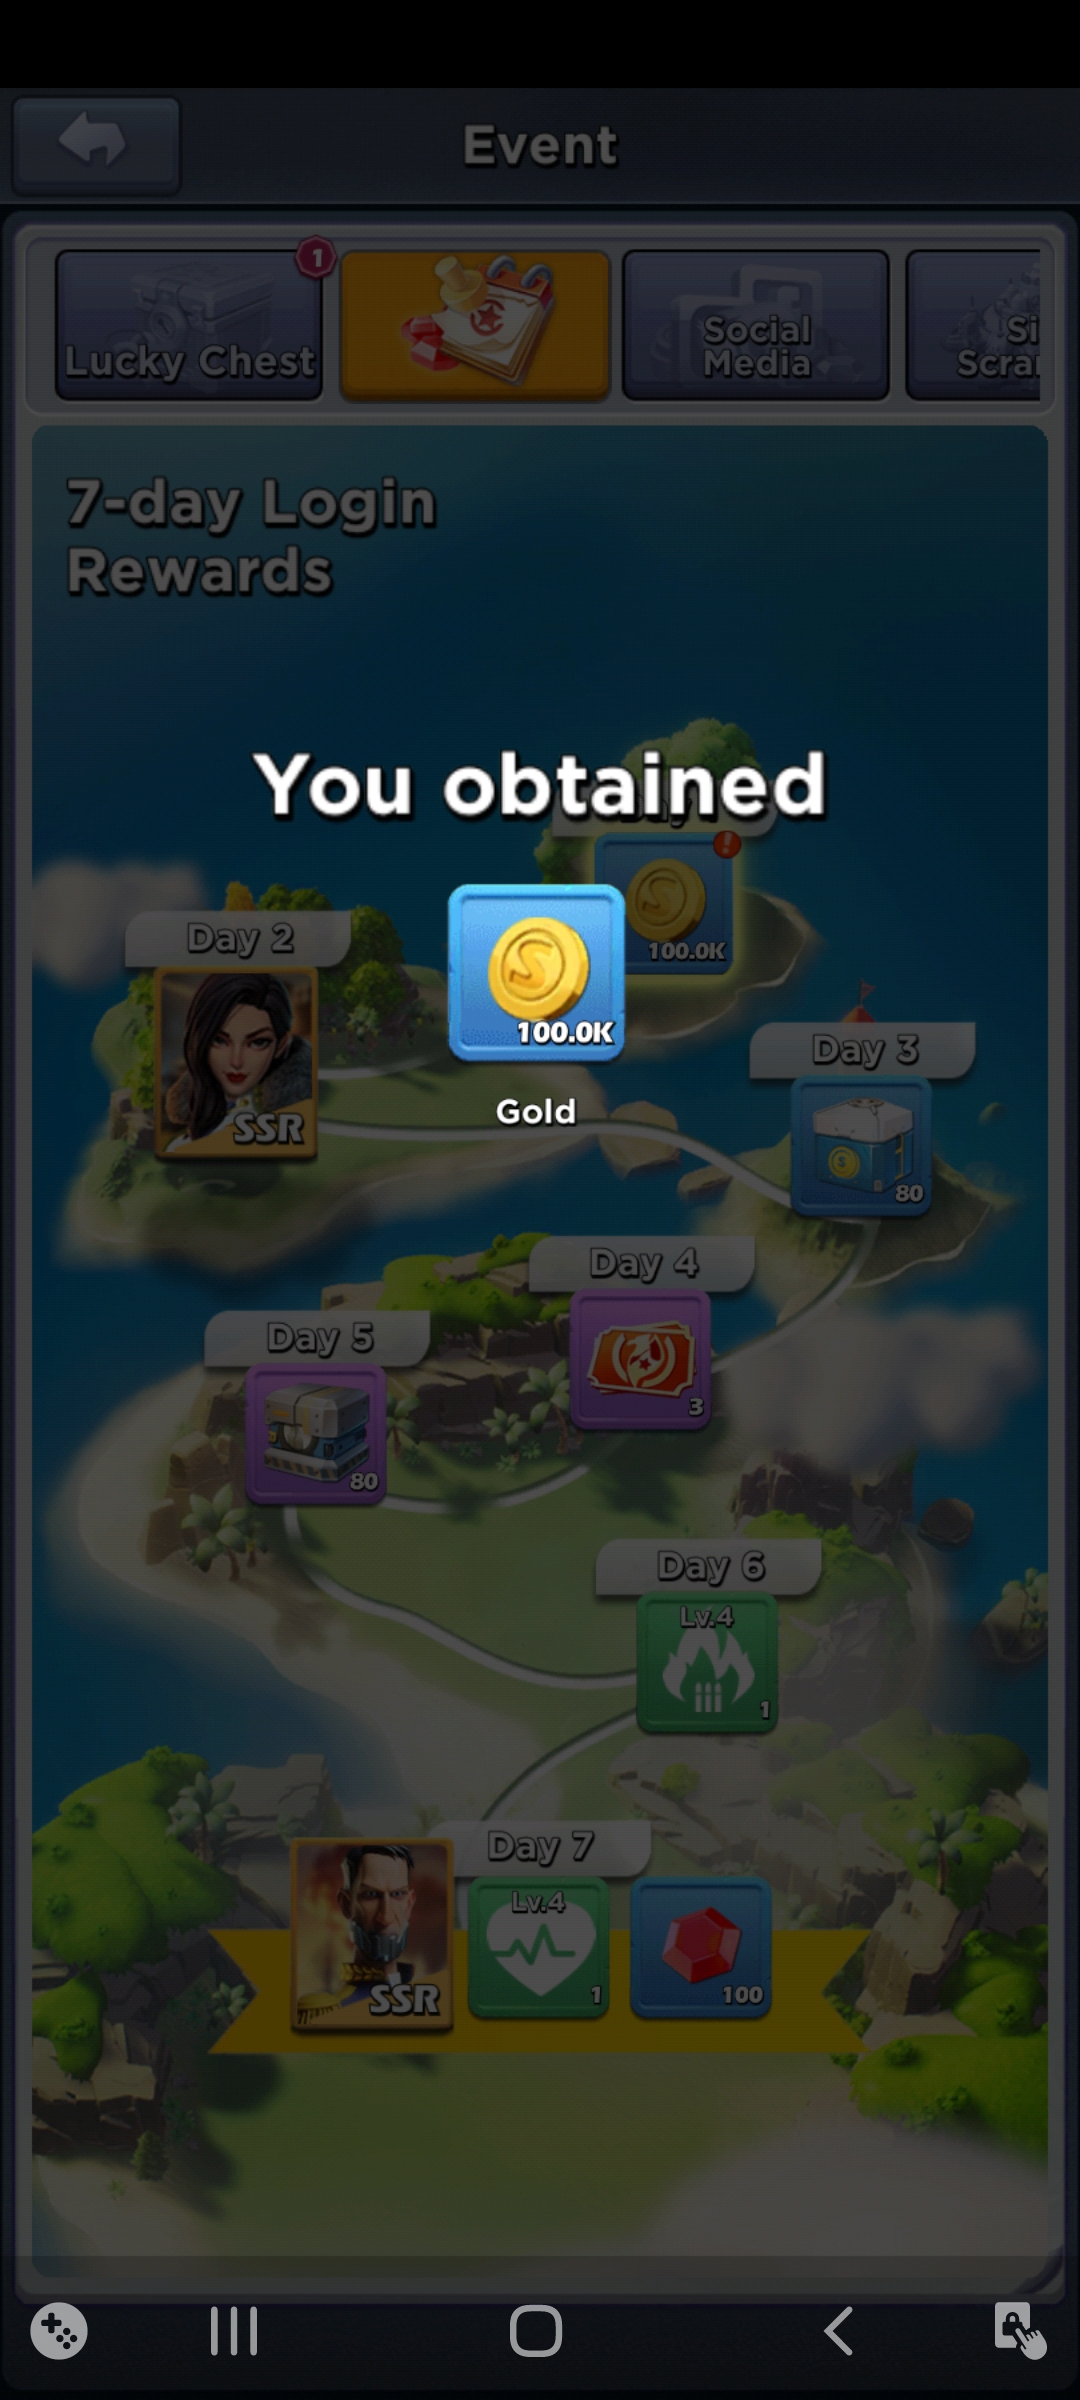 Event
1
Lucky Chest
Social
Media
Si
Scra
7-day Login
Rewards
You obtained
100.0K
Day 2
100.0K
Gold
SSR
Day 3
80
Day 4
3
Day 5
80
Day 6
Lv.4
1
Day 7
SSR
Lv.4
1
100